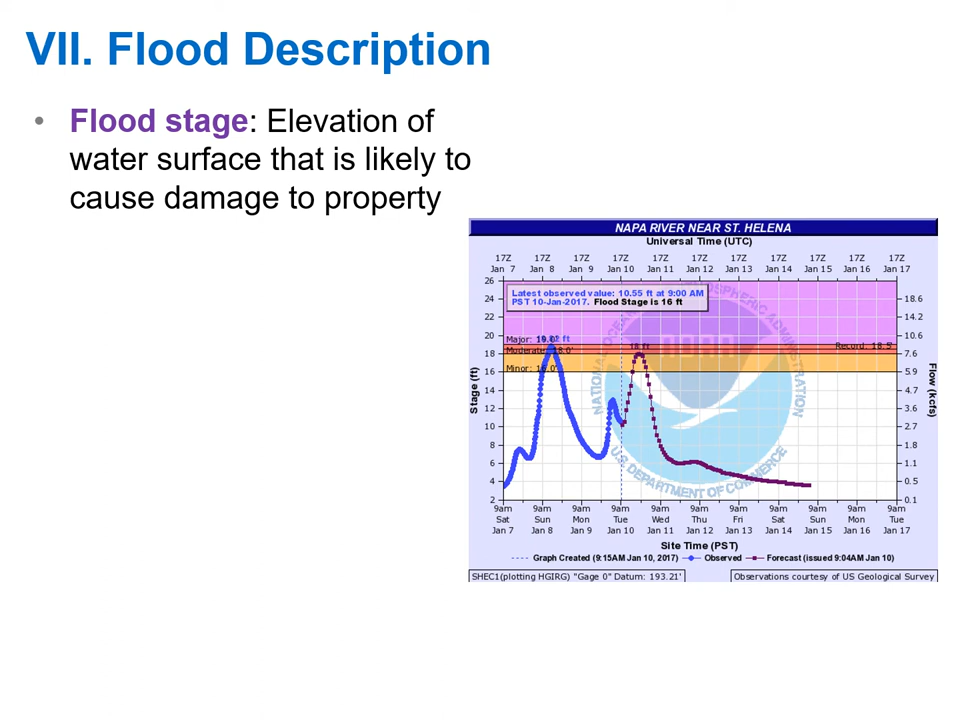 VII. Flood Description
• Flood stage: Elevation of
water surface that is likely to
cause damage to property
NAPA RIVER NEAR ST. HELENA
Universal Time (UTC)
17Z 17Z 17Z 17Z 17Z 17Z 17Z 17Z 17Z 17Z 17Z
Jan 7 Jan 8 Jan 9 Jan 10 Jan 11 Jan 12 Jan 13 Jan 14 Jan 15 Jan 16 Jan 17
Latest observed value: 10.55 ft at 9:00 AM
PST 10-Jan-2017. Flood Stage is 16 ft
26
24 18.6
22 14.2
20 10.6
Major: 19.0'
18 ft
Record: 18.5'
Moderate: 18.0'
18 7.6
Minor: 16.0'
16 5.9
14 4.7
12 3.6
10 2.7
8 1.8
6 1.1
4 0.5
2 0.1
Stage (ft)
Flow (kcfs)
U.S. DEPARTMENT OF COMMERCE
9am 9am 9am 9am 9am 9am 9am 9am 9am 9am 9am
Sat Sun Mon Tue Wed Thu Fri Sat Sun Mon Tue
Jan 7 Jan 8 Jan 9 Jan 10 Jan 11 Jan 12 Jan 13 Jan 14 Jan 15 Jan 16 Jan 17
Site Time (PST)
Graph Created (9:15AM Jan 10, 2017) Observed Forecast (issued 9:04AM Jan 10)
SHEC1(plotting HGIRG) "Gage 0" Datum: 193.21'
Observations courtesy of US Geological Survey